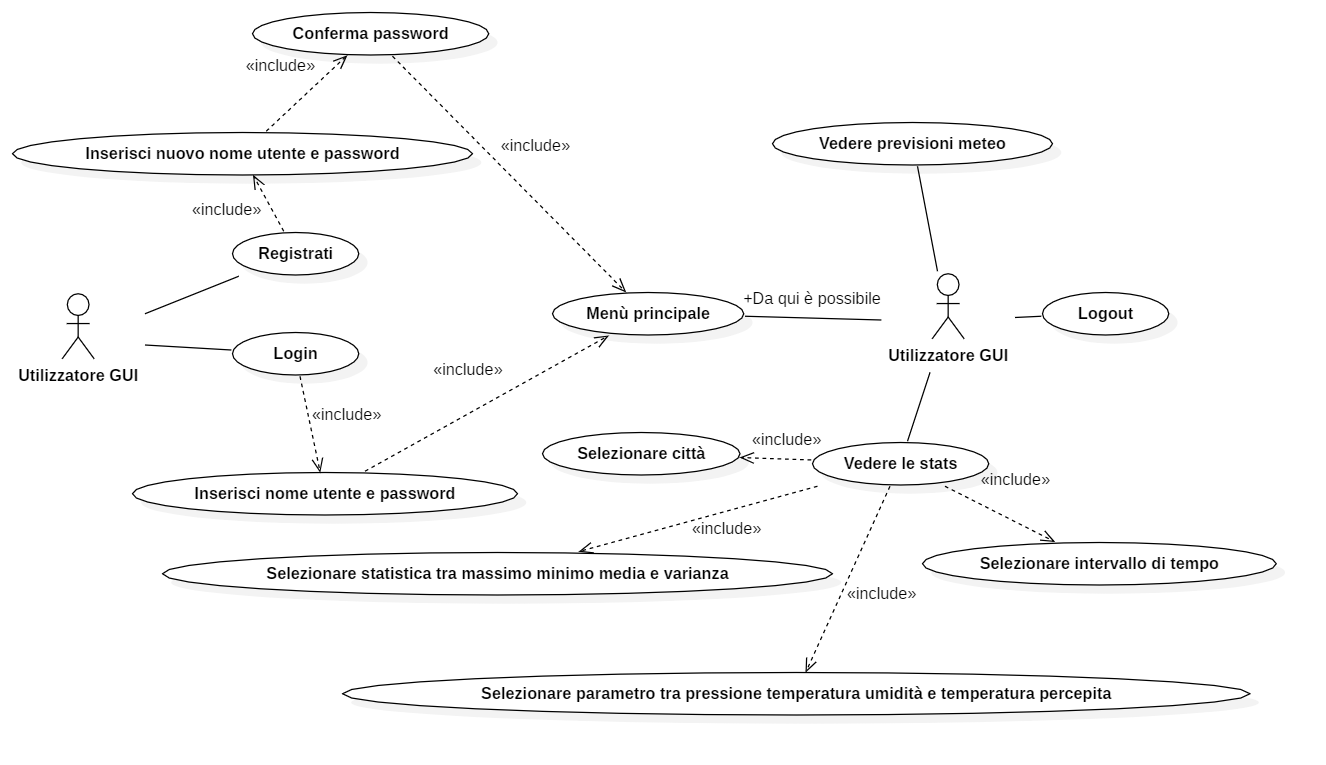 Conferma password
«include»
«include»
Vedere previsioni meteo
Inserisci nuovo nome utente e password
«include»
Registrati
+Da qui è possibile
Menù principale
Logout
Login
Utilizzatore GUI
Utilizzatore GUI
«include»
«include»
«include»
Selezionare città
Vedere le stats
«include»
Inserisci nome utente e password
«include»
Selezionare intervallo di tempo
Selezionare statistica tra massimo minimo media e varianza
«include»
Selezionare parametro tra pressione temperatura umidità e temperatura percepita